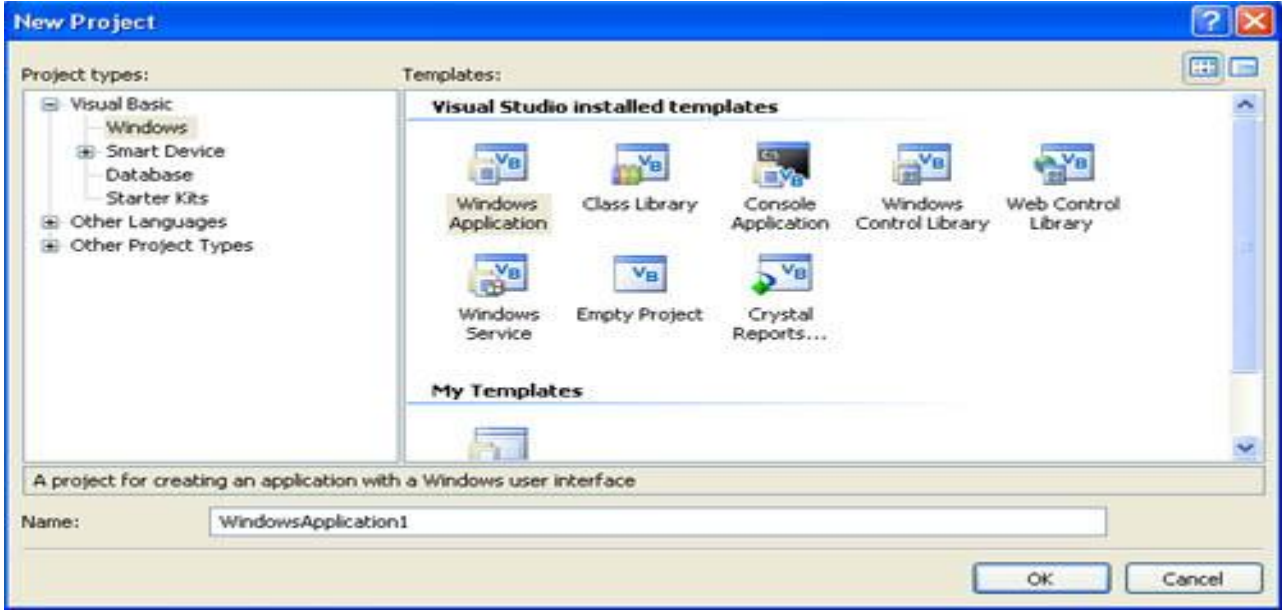 New Project
Project types:
Visual Basic
Windows
Smart Device
Database
Starter Kits
Other Languages
Other Project Types
Templates:
Visual Studio installed templates
Windows Application
Class Library
Console Application
Windows Control Library
Web Control Library
Windows Service
Empty Project
Crystal Reports...
My Templates
A project for creating an application with a Windows user interface
Name:
WindowsApplication1
OK
Cancel